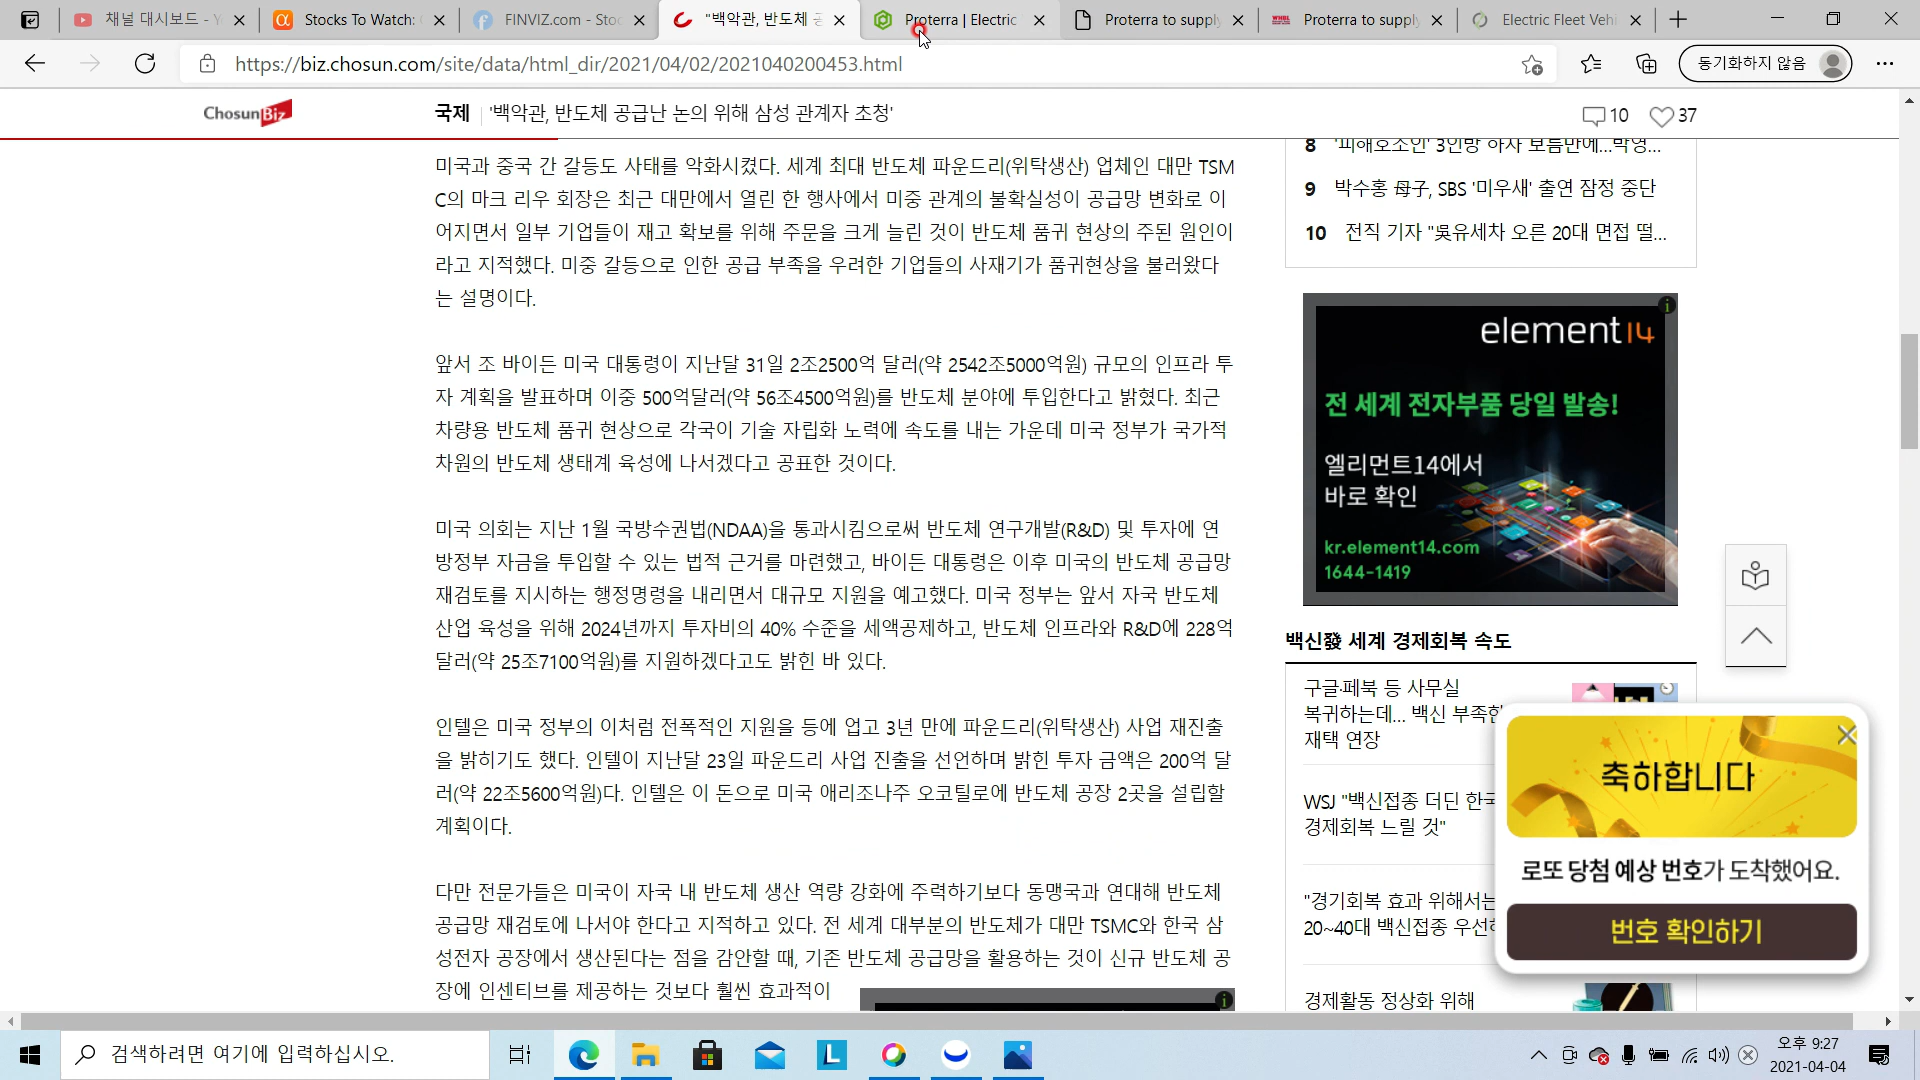 채널 대시보드 - Y
Stocks To Watch:
FINVIZ.com - Stoc
"백악관, 반도체 공
Proterra | Electric
Proterra to supply
Proterra to supply
Electric Fleet Vehi
https://biz.chosun.com/site/data/html_dir/2021/04/02/2021040200453.html
동기화하지 않음
ChosunBiz
국제
'백악관, 반도체 공급난 논의 위해 삼성 관계자 초청'
10
37
미국과 중국 간 갈등도 사태를 악화시켰다. 세계 최대 반도체 파운드리(위탁생산) 업체인 대만 TSM
C의 마크 리우 회장은 최근 대만에서 열린 한 행사에서 미중 관계의 불확실성이 공급망 변화로 이
어지면서 일부 기업들이 재고 확보를 위해 주문을 크게 늘린 것이 반도체 품귀 현상의 주된 원인이
라고 지적했다. 미중 갈등으로 인한 공급 부족을 우려한 기업들의 사재기가 품귀현상을 불러왔다
는 설명이다.
앞서 조 바이든 미국 대통령이 지난달 31일 2조2500억 달러(약 2542조5000억원) 규모의 인프라 투
자 계획을 발표하며 이중 500억달러(약 56조4500억원)를 반도체 분야에 투입한다고 밝혔다. 최근
차량용 반도체 품귀 현상으로 각국이 기술 자립화 노력에 속도를 내는 가운데 미국 정부가 국가적
차원의 반도체 생태계 육성에 나서겠다고 공표한 것이다.
미국 의회는 지난 1월 국방수권법(NDAA)을 통과시킴으로써 반도체 연구개발(R&D) 및 투자에 연
방정부 자금을 투입할 수 있는 법적 근거를 마련했고, 바이든 대통령은 이후 미국의 반도체 공급망
재검토를 지시하는 행정명령을 내리면서 대규모 지원을 예고했다. 미국 정부는 앞서 자국 반도체
산업 육성을 위해 2024년까지 투자비의 40% 수준을 세액공제하고, 반도체 인프라와 R&D에 228억
달러(약 25조7100억원)를 지원하겠다고도 밝힌 바 있다.
인텔은 미국 정부의 이처럼 전폭적인 지원을 등에 업고 3년 만에 파운드리(위탁생산) 사업 재진출
을 밝히기도 했다. 인텔이 지난달 23일 파운드리 사업 진출을 선언하며 밝힌 투자 금액은 200억 달
러(약 22조5600억원)다. 인텔은 이 돈으로 미국 애리조나주 오코틸로에 반도체 공장 2곳을 설립할
계획이다.
다만 전문가들은 미국이 자국 내 반도체 생산 역량 강화에 주력하기보다 동맹국과 연대해 반도체
공급망 재검토에 나서야 한다고 지적하고 있다. 전 세계 대부분의 반도체가 대만 TSMC와 한국 삼
성전자 공장에서 생산된다는 점을 감안할 때, 기존 반도체 공급망을 활용하는 것이 신규 반도체 공
장에 인센티브를 제공하는 것보다 훨씬 효과적이
8 '피해호소인' 3인방 하차 보름만에...박영...
9 박수홍 母子, SBS '미우새' 출연 잠정 중단
10 전직 기자 "吳유세차 오른 20대 면접 떨...
element14
전 세계 전자부품 당일 발송!
엘리먼트14에서
바로 확인
kr.element14.com
1644-1419
백신發 세계 경제회복 속도
구글·페북 등 사무실
복귀하는데... 백신 부족한
재택 연장
WSJ "백신접종 더딘 한국
경제회복 느릴 것"
"경기회복 효과 위해서는
20~40대 백신접종 우선
경제활동 정상화 위해
축하합니다
로또 당첨 예상 번호가 도착했어요.
번호 확인하기
검색하려면 여기에 입력하십시오.
오후 9:27
2021-04-04